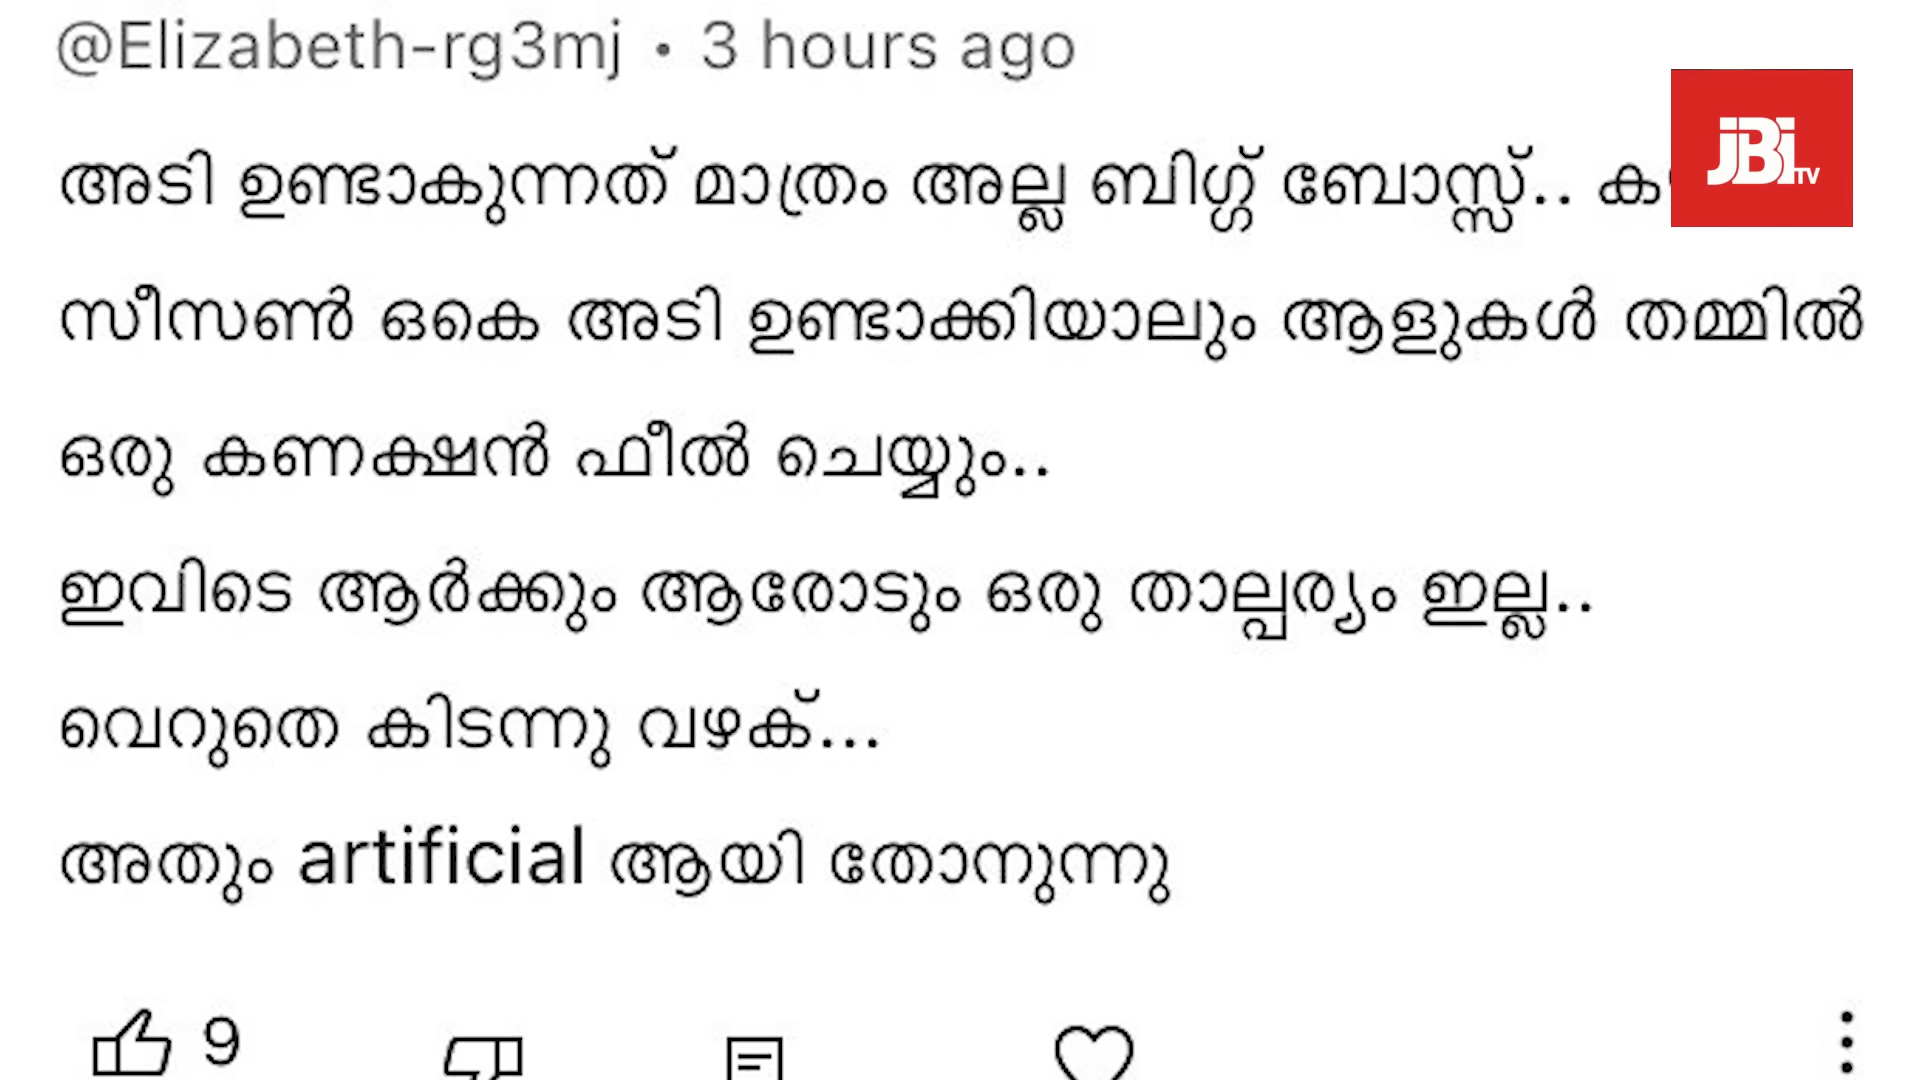 @Elizabeth-rg3mj • 3 hours ago
അടി ഉണ്ടാകുന്നത് മാത്രം അല്ല ബിഗ്ഗ് ബോസ്സ്..
JBi TV
സീസൺ ഒകെ അടി ഉണ്ടാക്കിയാലും ആളുകൾ തമ്മിൽ
ഒരു കണക്ഷൻ ഫീൽ ചെയ്യും..
ഇവിടെ ആർക്കും ആരോടും ഒരു താല്പര്യം ഇല്ല..
വെറുതെ കിടന്നു വഴക്...
അതും artificial ആയി തോനുന്നു
9